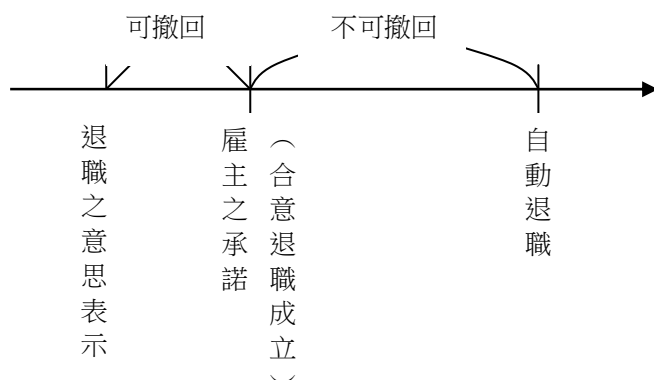 可撤回
不可撤回
退職之意思表示
雇主之承諾
（合意退職成立）
自動退職